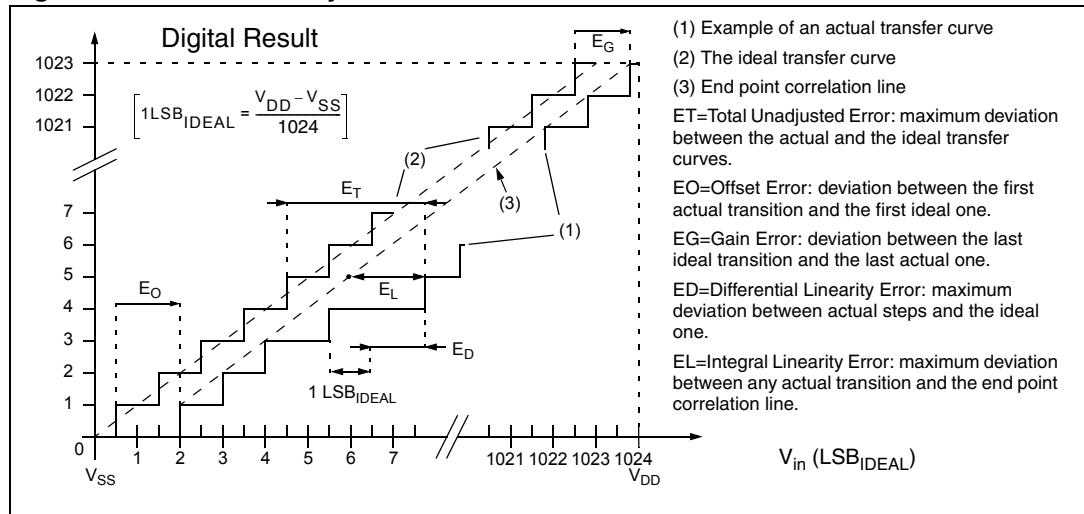 Digital Result
E_G
1023
1022
1021
[1LSB_IDEAL = (V_DD – V_SS) / 1024]
(2)
E_T
(3)
(1)
7
6
5
4
3
2
1
0
E_O
E_L
E_D
1 LSB_IDEAL
1 2 3 4 5 6 7 1021 1022 1023 1024
V_SS
V_DD
V_in (LSB_IDEAL)
(1) Example of an actual transfer curve
(2) The ideal transfer curve
(3) End point correlation line
ET=Total Unadjusted Error: maximum deviation
between the actual and the ideal transfer
curves.
EO=Offset Error: deviation between the first
actual transition and the first ideal one.
EG=Gain Error: deviation between the last
ideal transition and the last actual one.
ED=Differential Linearity Error: maximum
deviation between actual steps and the ideal
one.
EL=Integral Linearity Error: maximum deviation
between any actual transition and the end point
correlation line.